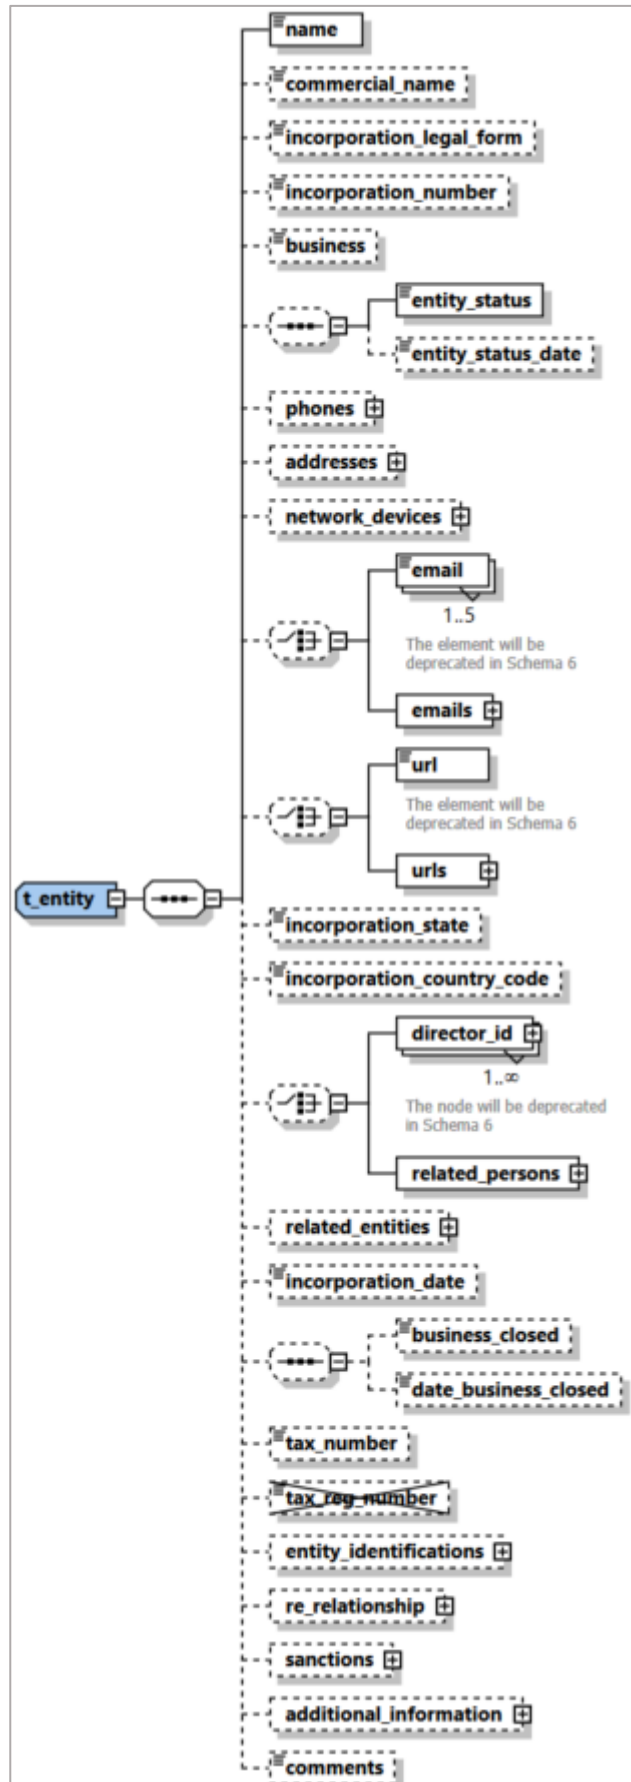 name
commercial_name
incorporation_legal_form
incorporation_number
business
entity_status
entity_status_date
phones
addresses
network_devices
email
1..5
The element will be
deprecated in Schema 6
emails
url
The element will be
deprecated in Schema 6
urls
t_entity
incorporation_state
incorporation_country_code
director_id
1..∞
The node will be deprecated
in Schema 6
related_persons
related_entities
incorporation_date
business_closed
date_business_closed
tax_number
tax_reg_number
entity_identifications
re_relationship
sanctions
additional_information
comments